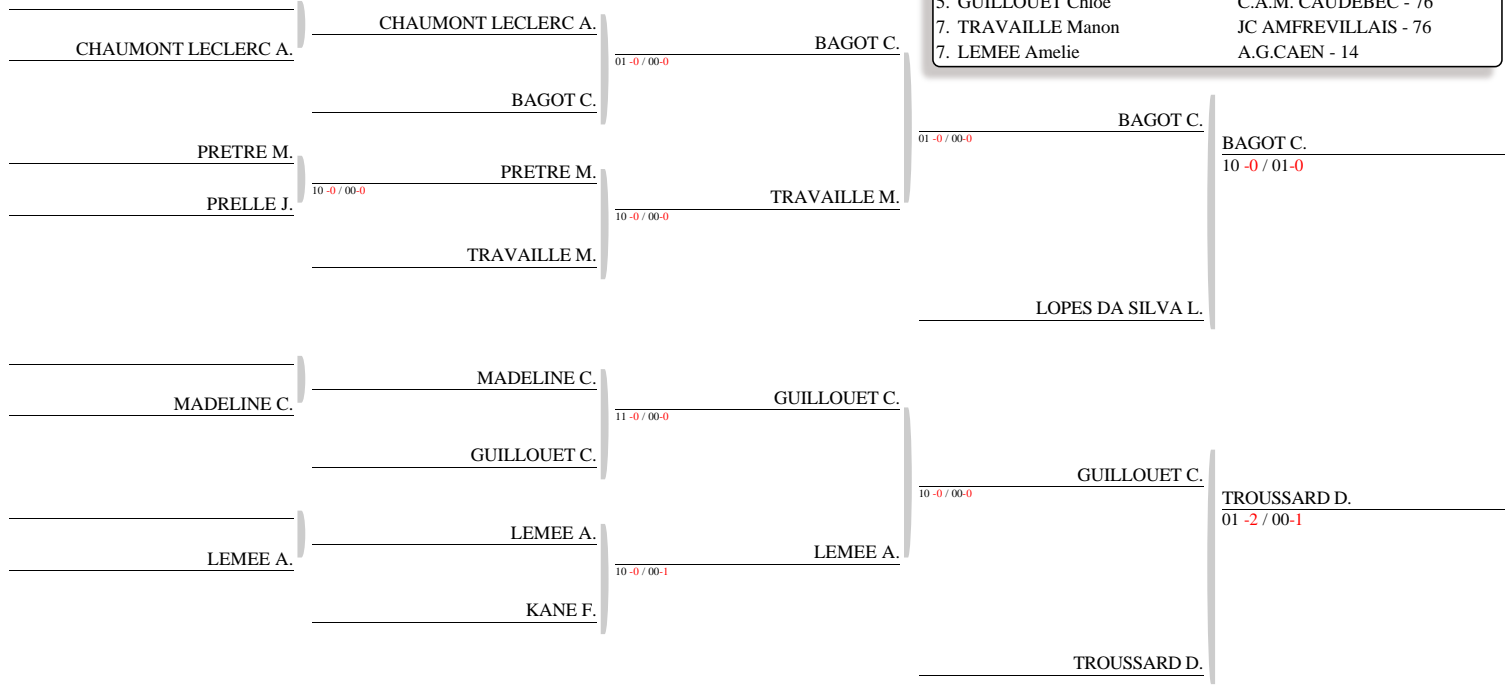 5. GUILLOUET Chloe C.A.M. CAUDEBEC - 76
7. TRAVAILLE Manon JC AMFREVILLAIS - 76
7. LEMEE Amelie A.G.CAEN - 14
CHAUMONT LECLERC A.
PRETRE M.
PRELLE J.
MADELINE C.
LEMEE A.
CHAUMONT LECLERC A.
BAGOT C.
PRETRE M.
10 -0 / 00-0
TRAVAILLE M.
MADELINE C.
GUILLOUET C.
LEMEE A.
KANE F.
BAGOT C.
01 -0 / 00-0
TRAVAILLE M.
10 -0 / 00-0
GUILLOUET C.
11 -0 / 00-0
LEMEE A.
10 -0 / 00-1
BAGOT C.
01 -0 / 00-0
LOPES DA SILVA L.
GUILLOUET C.
10 -0 / 00-0
TROUSSARD D.
BAGOT C.
10 -0 / 01-0
TROUSSARD D.
01 -2 / 00-1